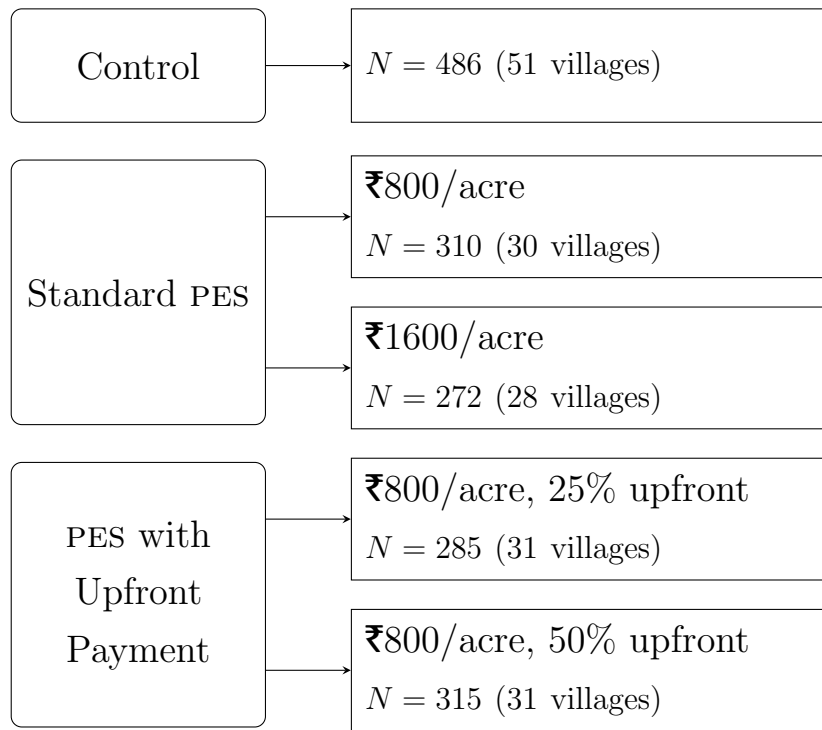 Control
N = 486 (51 villages)
Standard PES
₹800/acre
N = 310 (30 villages)
₹1600/acre
N = 272 (28 villages)
PES with
Upfront
Payment
₹800/acre, 25% upfront
N = 285 (31 villages)
₹800/acre, 50% upfront
N = 315 (31 villages)